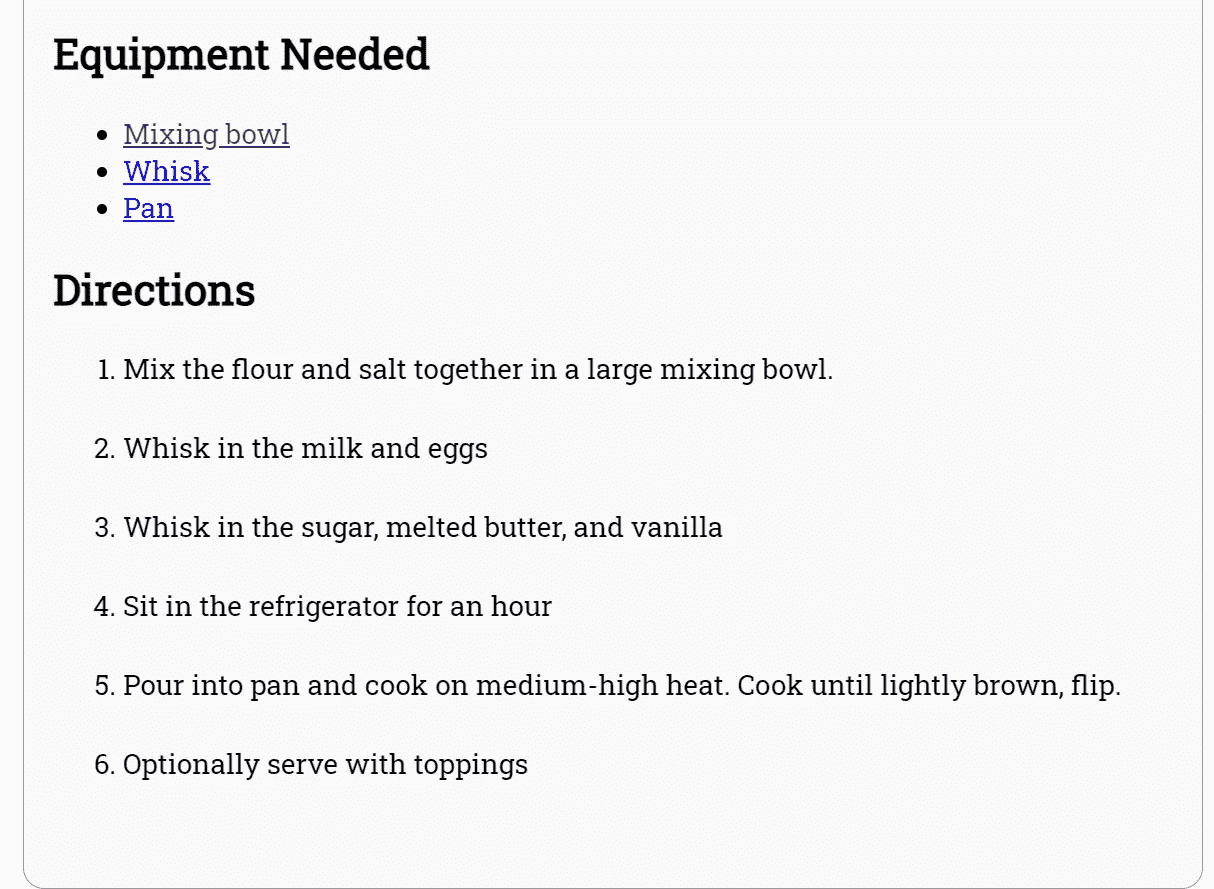 Equipment Needed
Mixing bowl
Whisk
Pan
Directions
1. Mix the flour and salt together in a large mixing bowl.
2. Whisk in the milk and eggs
3. Whisk in the sugar, melted butter, and vanilla
4. Sit in the refrigerator for an hour
5. Pour into pan and cook on medium-high heat. Cook until lightly brown, flip.
6. Optionally serve with toppings